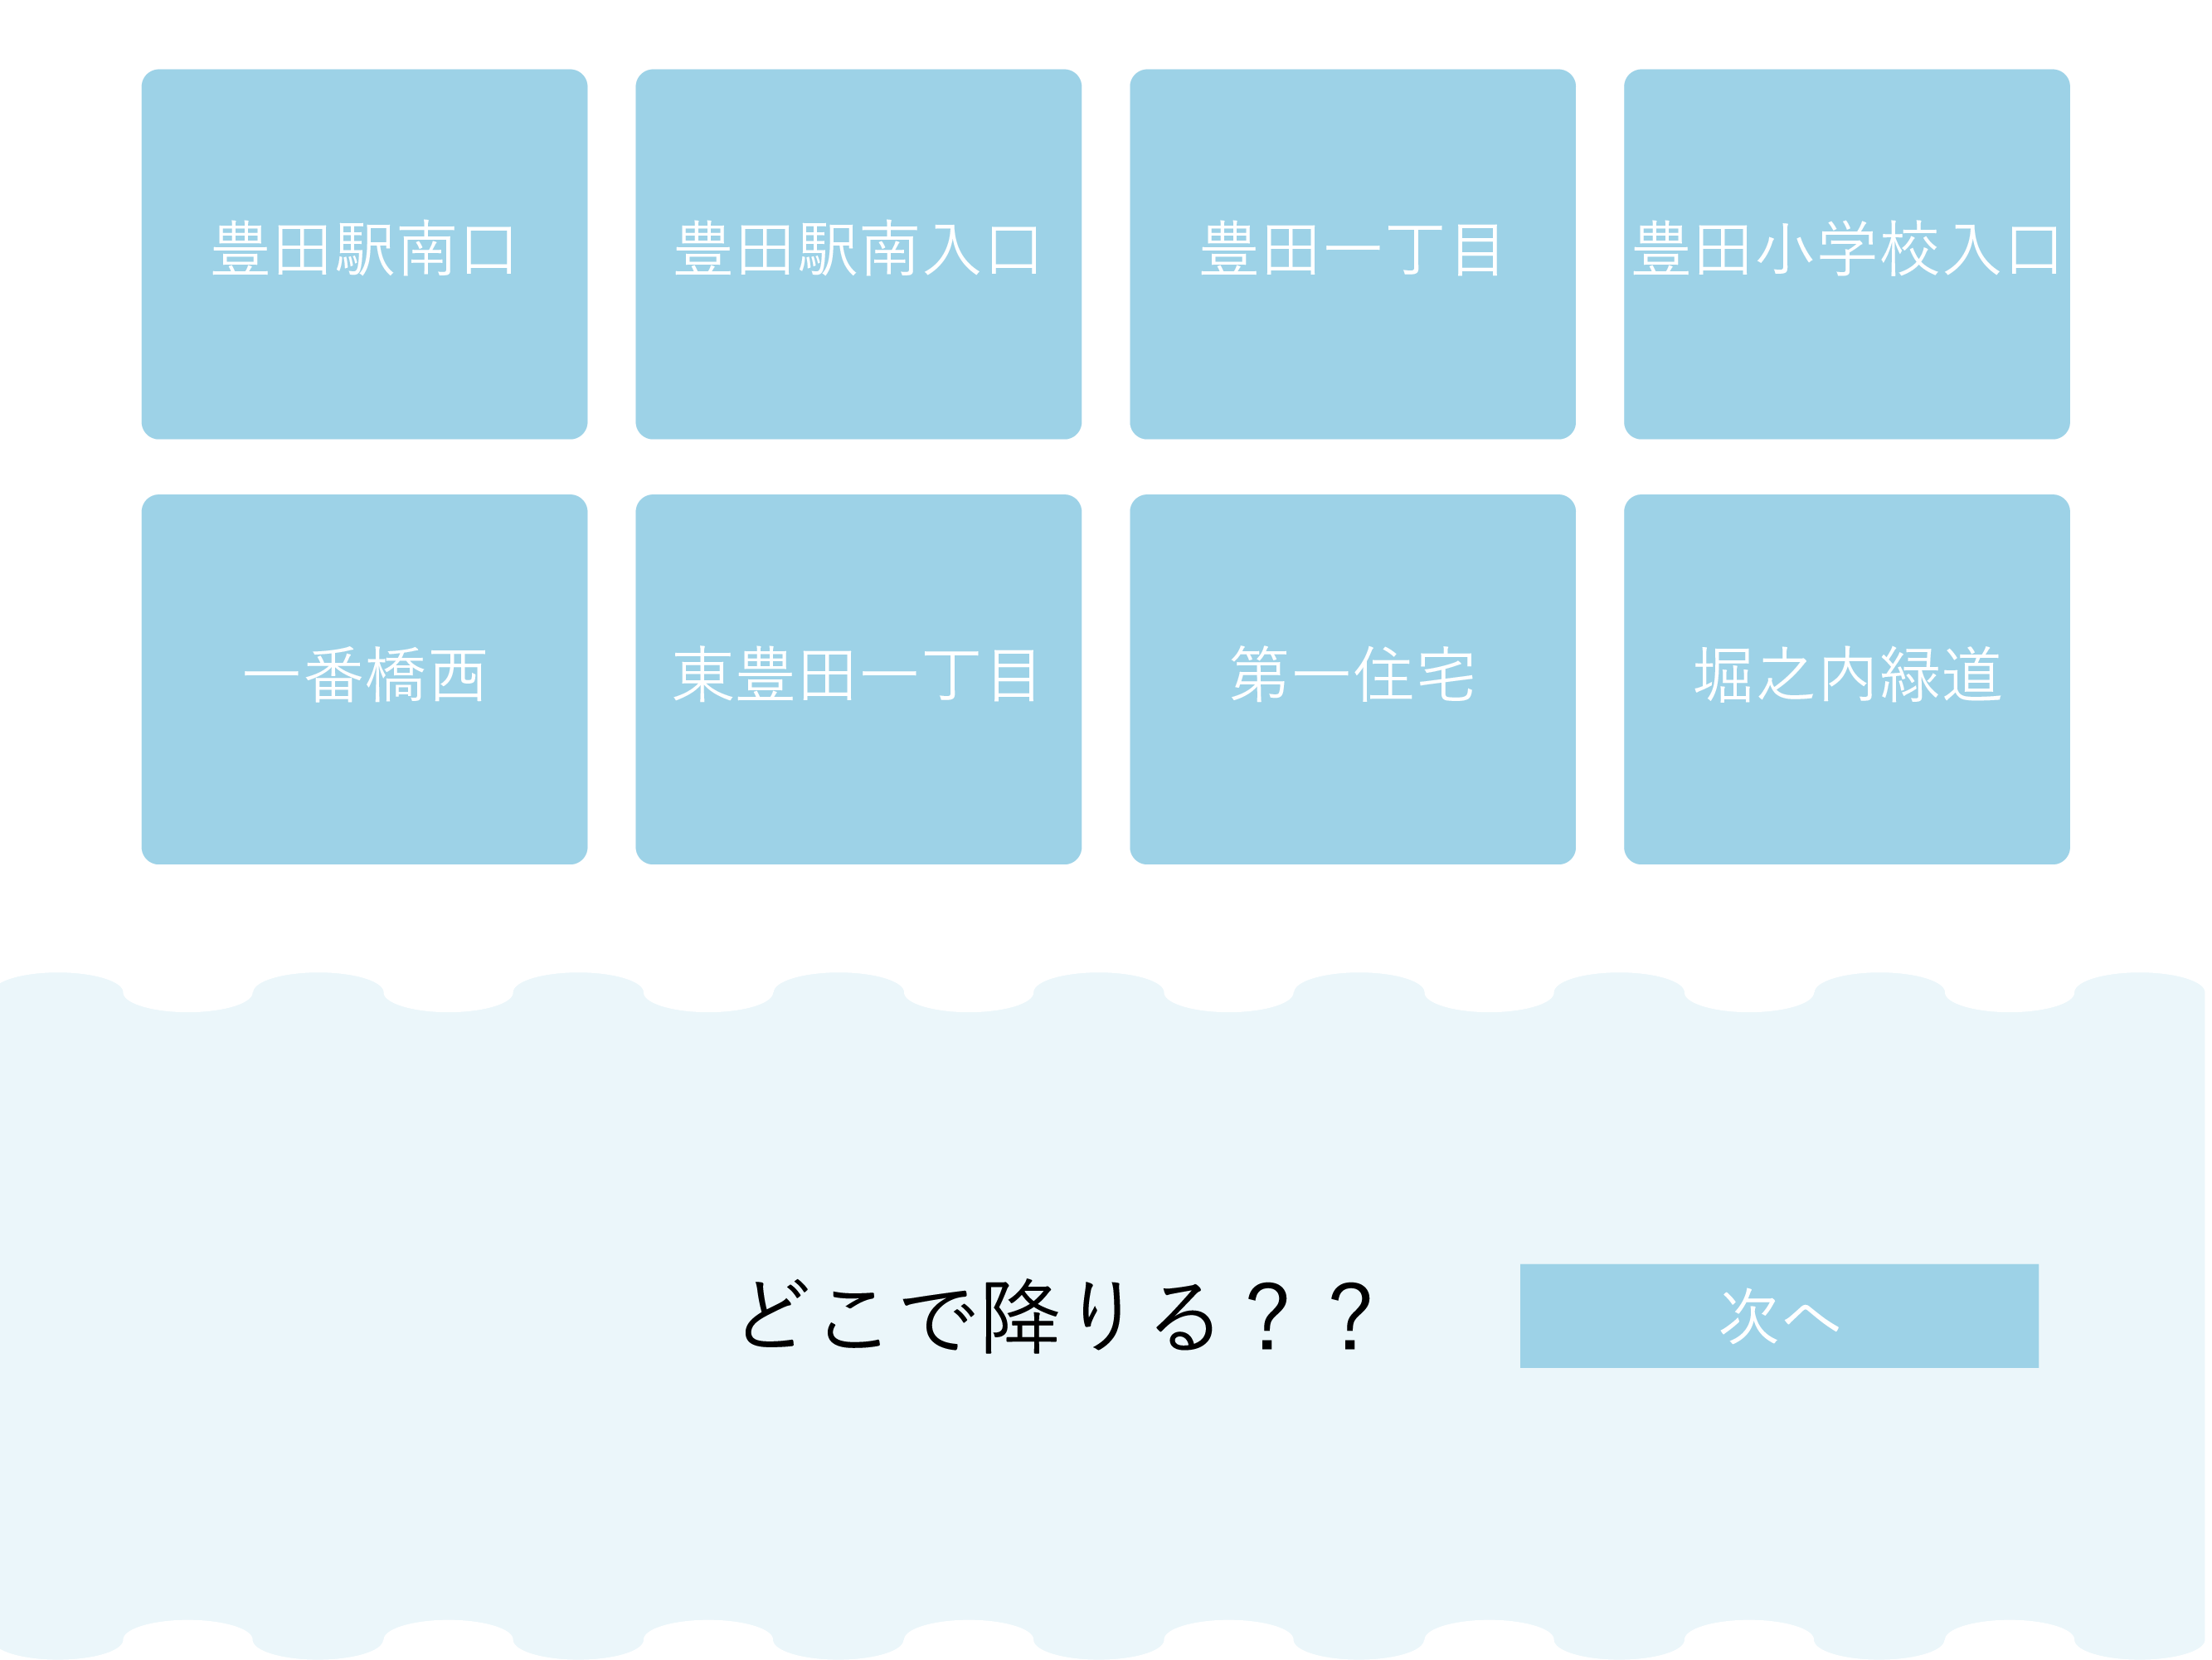 豊田駅南口
豊田駅南入口
豊田一丁目
豊田小学校入口
一番橋西
東豊田一丁目
第一住宅
堀之内緑道
どこで降りる？？
次へ